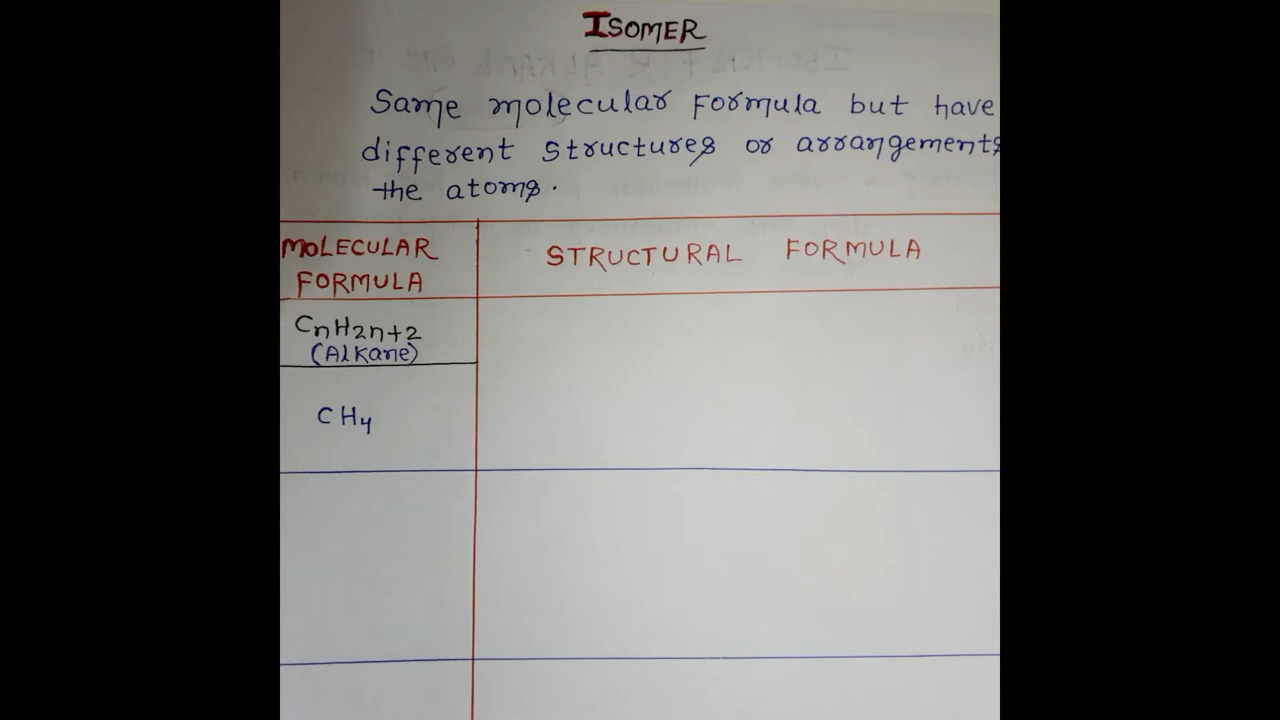 ISOMER
Same molecular Formula but have
different structures or arrangements
the atoms.
MOLECULAR
FORMULA
STRUCTURAL FORMULA
CnH2n+2
(Alkane)
CH4